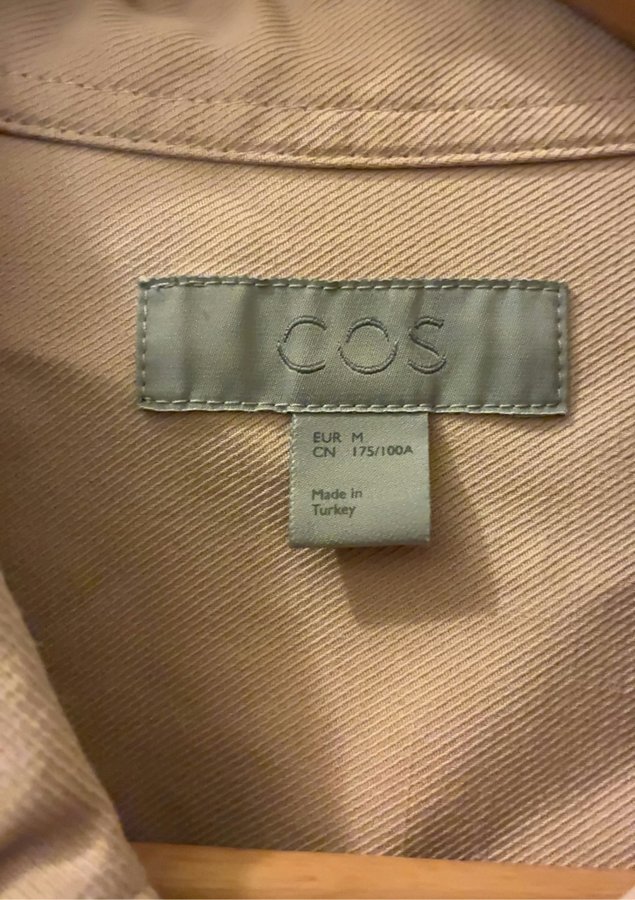 COS
EUR M
CN 175/100A
Made in
Turkey